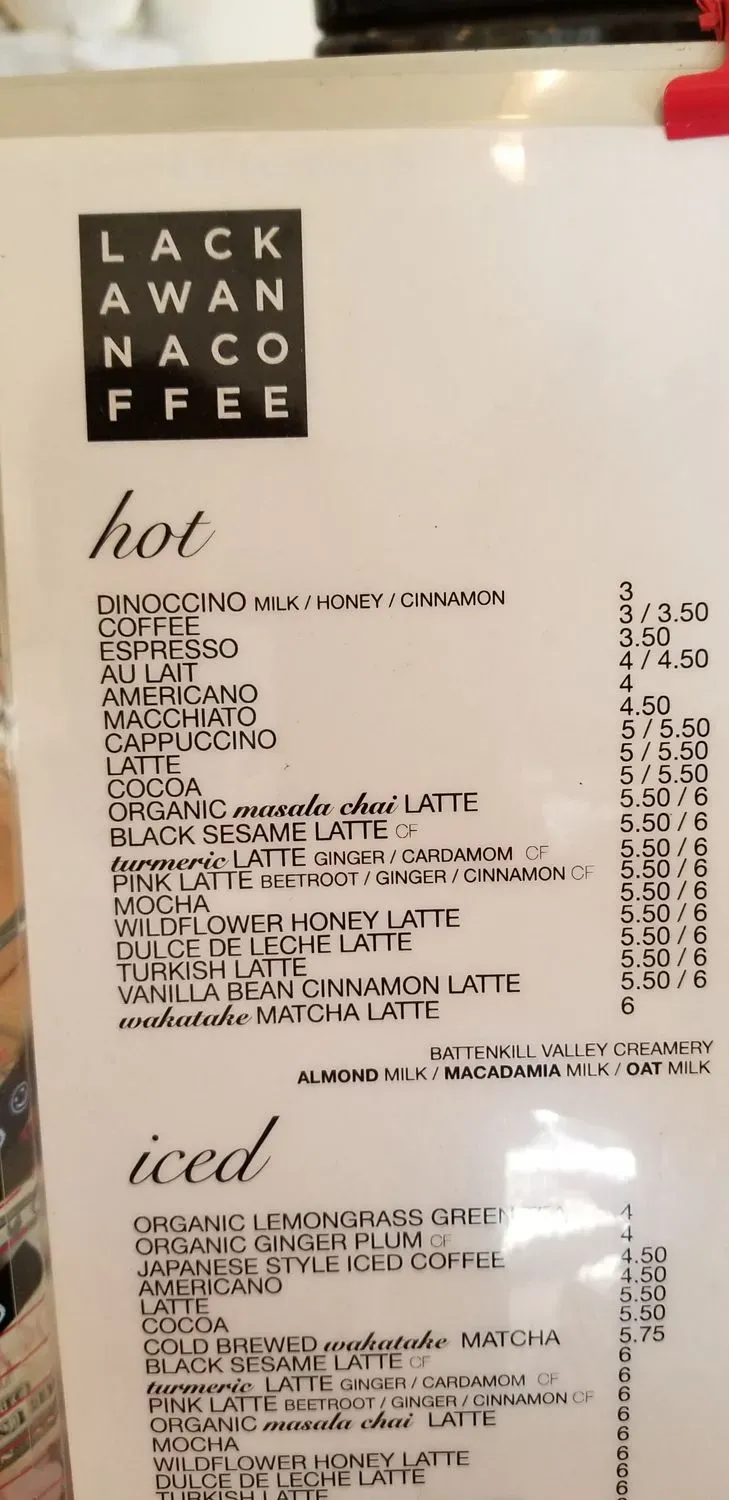 LACK
AWAN
NACO
FFEE
hot
DINOCCINO MILK / HONEY / CINNAMON 3
COFFEE 3 / 3.50
ESPRESSO 3.50
AU LAIT 4 / 4.50
AMERICANO 4
MACCHIATO 4.50
CAPPUCCINO 5 / 5.50
LATTE 5 / 5.50
COCOA 5 / 5.50
ORGANIC masala chai LATTE 5.50 / 6
BLACK SESAME LATTE CF 5.50 / 6
turmeric LATTE GINGER / CARDAMOM CF 5.50 / 6
PINK LATTE BEETROOT / GINGER / CINNAMON CF 5.50 / 6
MOCHA 5.50 / 6
WILDFLOWER HONEY LATTE 5.50 / 6
DULCE DE LECHE LATTE 5.50 / 6
TURKISH LATTE 5.50 / 6
VANILLA BEAN CINNAMON LATTE 5.50 / 6
wakatake MATCHA LATTE 6
BATTENKILL VALLEY CREAMERY
ALMOND MILK / MACADAMIA MILK / OAT MILK
iced
ORGANIC LEMONGRASS GREEN TEA 4
ORGANIC GINGER PLUM CF 4
JAPANESE STYLE ICED COFFEE 4.50
AMERICANO 4.50
LATTE 5.50
COCOA 5.50
COLD BREWED wakatake MATCHA 5.75
BLACK SESAME LATTE CF 6
turmeric LATTE GINGER / CARDAMOM CF 6
PINK LATTE BEETROOT / GINGER / CINNAMON CF 6
ORGANIC masala chai LATTE 6
MOCHA 6
WILDFLOWER HONEY LATTE 6
DULCE DE LECHE LATTE 6
TURKISH LATTE 6